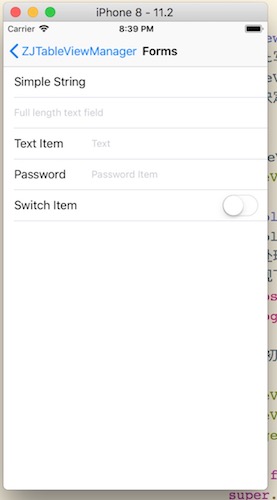 iPhone 8 - 11.2
Carrier 8:39 PM
ZJTableViewManager Forms
Simple String
Full length text field
Text Item Text
Password Password Item
Switch Item
super.